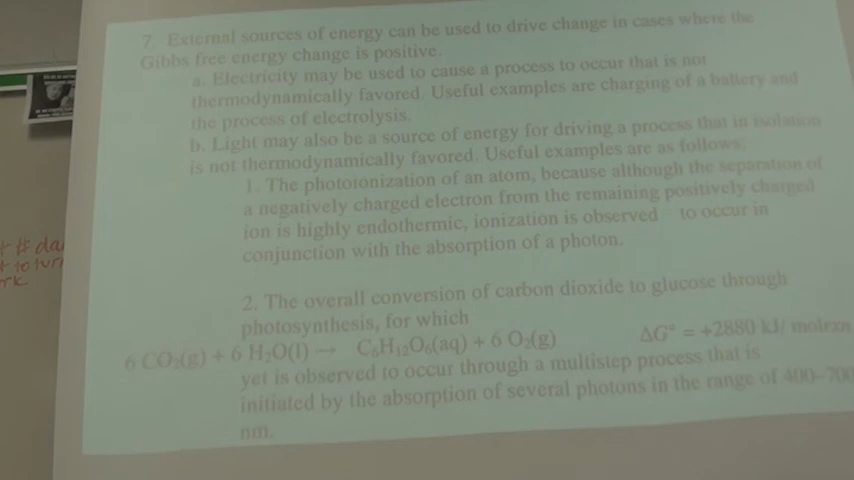 7. External sources of energy can be used to drive change in cases where the
Gibbs free energy change is positive.
a. Electricity may be used to cause a process to occur that is not
thermodynamically favored. Useful examples are charging of a battery and
the process of electrolysis.
b. Light may also be a source of energy for driving a process that in isolation
is not thermodynamically favored. Useful examples are as follows:
1. The photoionization of an atom, because although the separation of
a negatively charged electron from the remaining positively charged
ion is highly endothermic, ionization is observed to occur in
conjunction with the absorption of a photon.
2. The overall conversion of carbon dioxide to glucose through
photosynthesis, for which
6 CO₂(g) + 6 H₂O(l) → C₆H₁₂O₆(aq) + 6 O₂(g) ΔG° = +2880 kJ/ molrxn
yet is observed to occur through a multistep process that is
initiated by the absorption of several photons in the range of 400–700
nm.
# da
to tur
rk